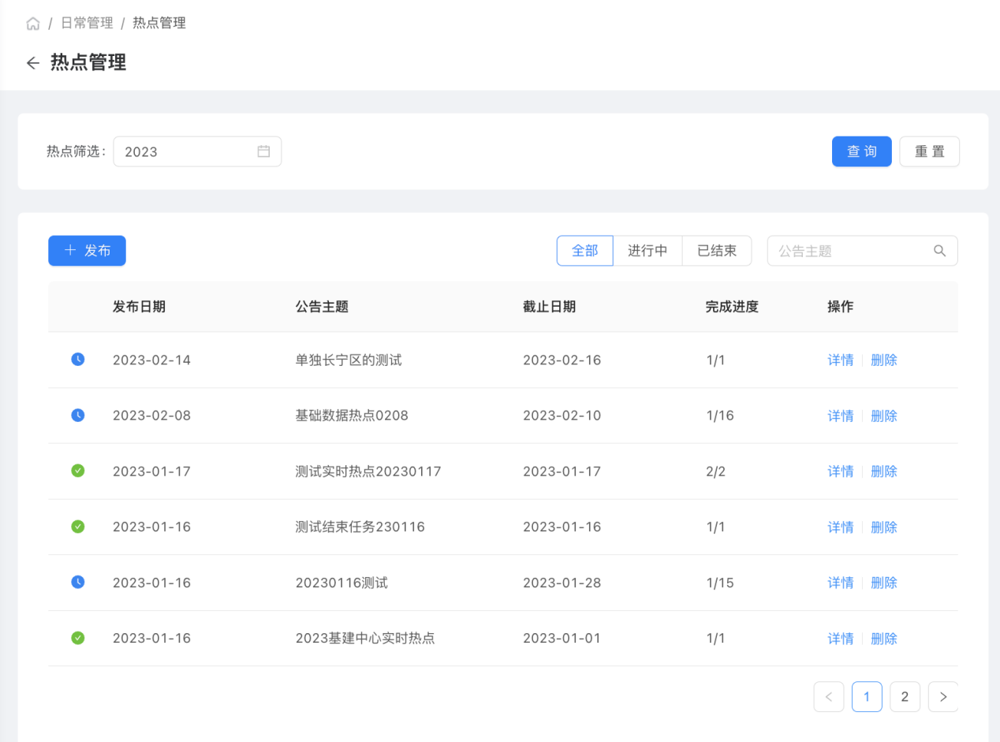 / 日常管理 / 热点管理
热点管理
热点筛选: 2023 查 询 重 置
发布 全部 进行中 已结束 公告主题
发布日期 公告主题 截止日期 完成进度 操作
2023-02-14 单独长宁区的测试 2023-02-16 1/1 详情 删除
2023-02-08 基础数据热点0208 2023-02-10 1/16 详情 删除
2023-01-17 测试实时热点20230117 2023-01-17 2/2 详情 删除
2023-01-16 测试结束任务230116 2023-01-16 1/1 详情 删除
2023-01-16 20230116测试 2023-01-28 1/15 详情 删除
2023-01-16 2023基建中心实时热点 2023-01-01 1/1 详情 删除
< 1 2 >